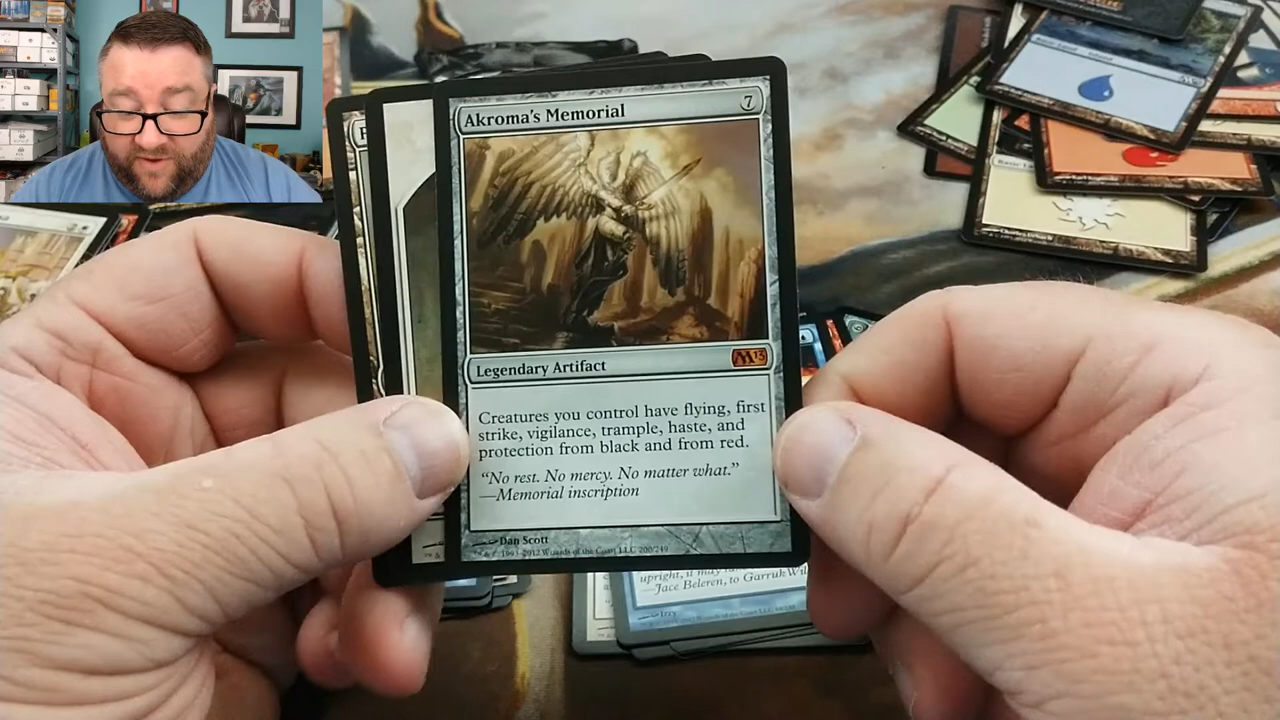 Akroma's Memorial
7
Legendary Artifact
M13
Creatures you control have flying, first
strike, vigilance, trample, haste, and
protection from black and from red.
“No rest. No mercy. No matter what.”
—Memorial inscription
Dan Scott
™ & © 1993-2012 Wizards of the Coast LLC 200/249
—Jace Beleren, to Garruk Wil